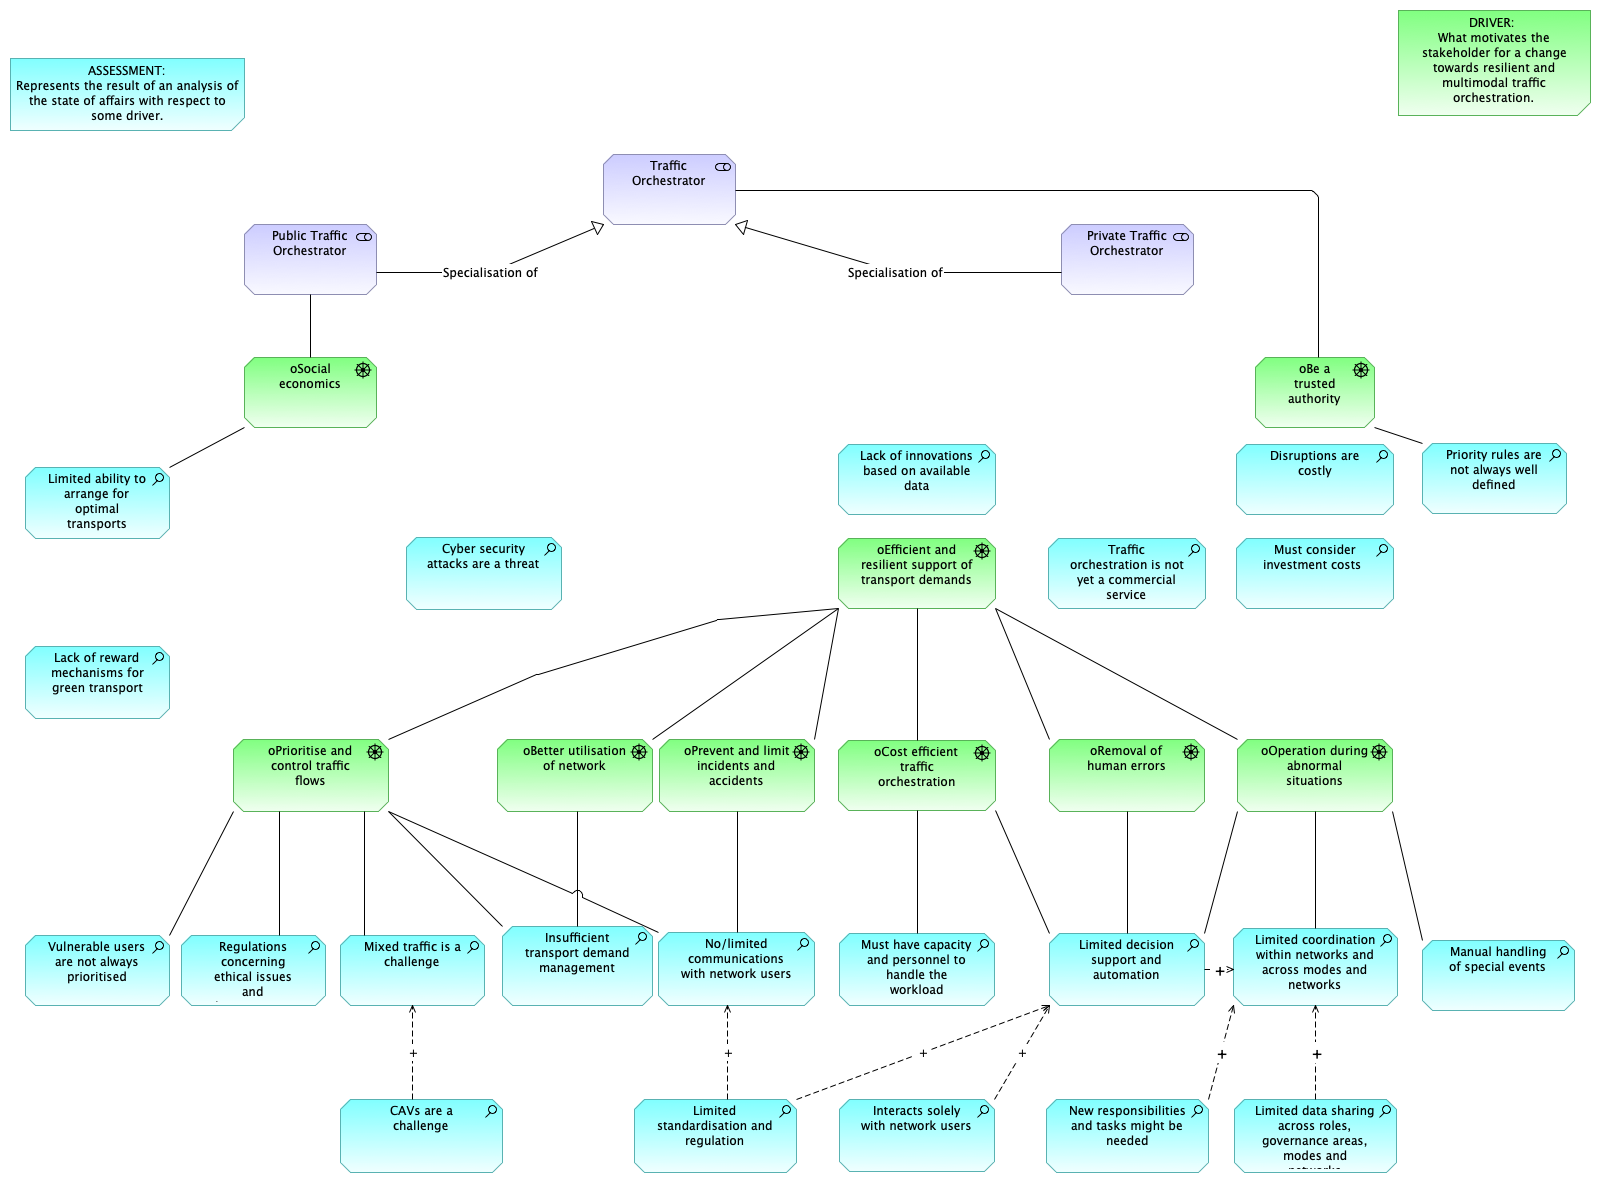 DRIVER:
What motivates the
stakeholder for a change
towards resilient and
multimodal traffic
orchestration.
ASSESSMENT:
Represents the result of an analysis of
the state of affairs with respect to
some driver.
Traffic
Orchestrator
Public Traffic
Orchestrator
Specialisation of
Specialisation of
Private Traffic
Orchestrator
oSocial
economics
oBe a
trusted
authority
Limited ability to
arrange for
optimal
transports
Lack of innovations
based on available
data
Disruptions are
costly
Priority rules are
not always well
defined
Cyber security
attacks are a threat
oEfficient and
resilient support of
transport demands
Traffic
orchestration is not
yet a commercial
service
Must consider
investment costs
Lack of reward
mechanisms for
green transport
oPrioritise and
control traffic
flows
oBetter utilisation
of network
oPrevent and limit
incidents and
accidents
oCost efficient
traffic
orchestration
oRemoval of
human errors
oOperation during
abnormal
situations
Vulnerable users
are not always
prioritised
Regulations
concerning
ethical issues
and
Mixed traffic is a
challenge
Insufficient
transport demand
management
No/limited
communications
with network users
Must have capacity
and personnel to
handle the
workload
Limited decision
support and
automation
+
Limited coordination
within networks and
across modes and
networks
Manual handling
of special events
+
+
+
+
+
+
CAVs are a
challenge
Limited
standardisation and
regulation
Interacts solely
with network users
New responsibilities
and tasks might be
needed
Limited data sharing
across roles,
governance areas,
modes and